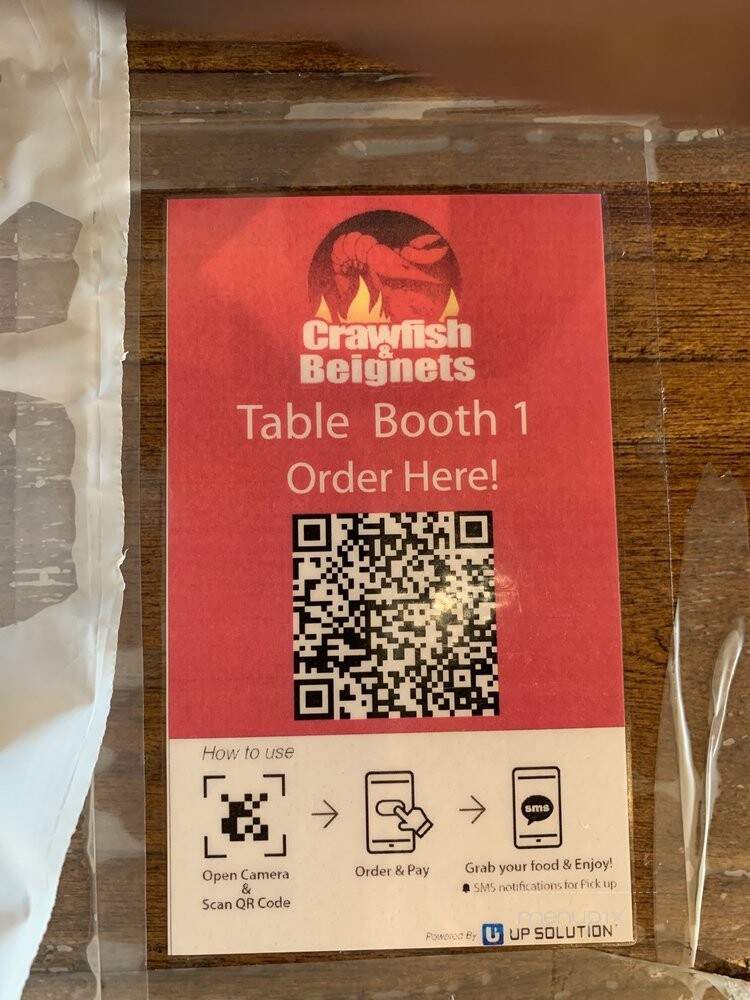 Crawfish
&
Beignets
Table Booth 1
Order Here!
How to use
sms
Open Camera
&
Scan QR Code
Order & Pay
Grab your food & Enjoy!
SMS notifications for Pick up
menupix
Powered By U UP SOLUTION